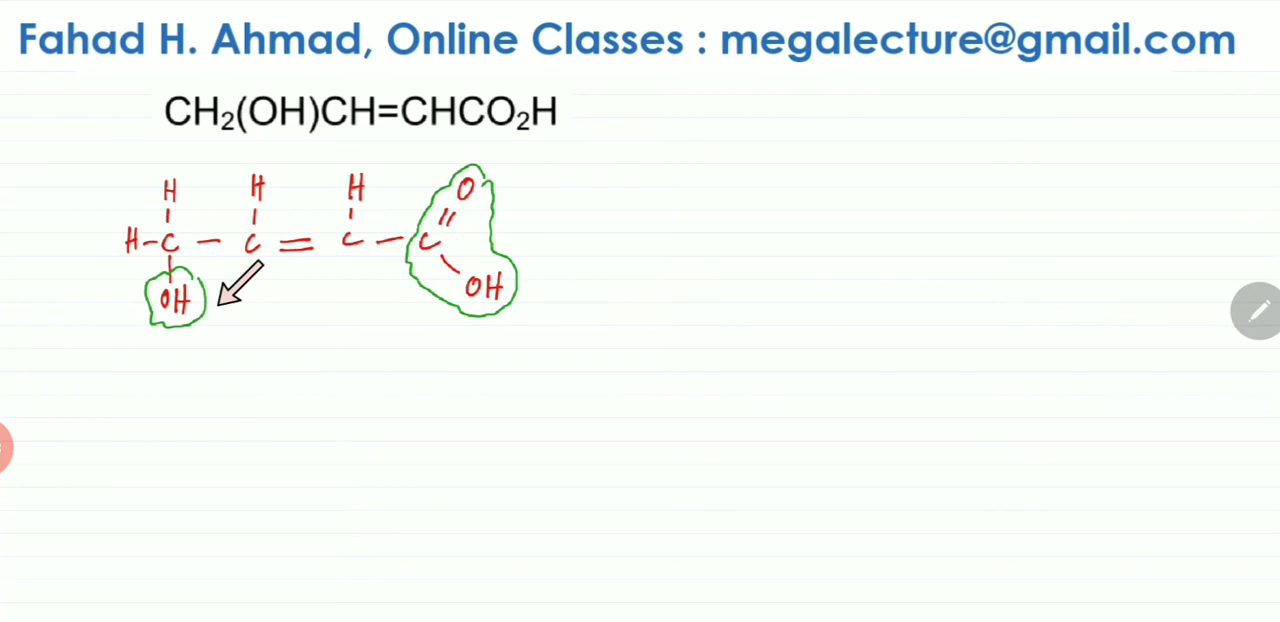 Fahad H. Ahmad, Online Classes : megalecture@gmail.com
CH₂(OH)CH=CHCO₂H
H H H O
H-C - C = C - C
OH OH